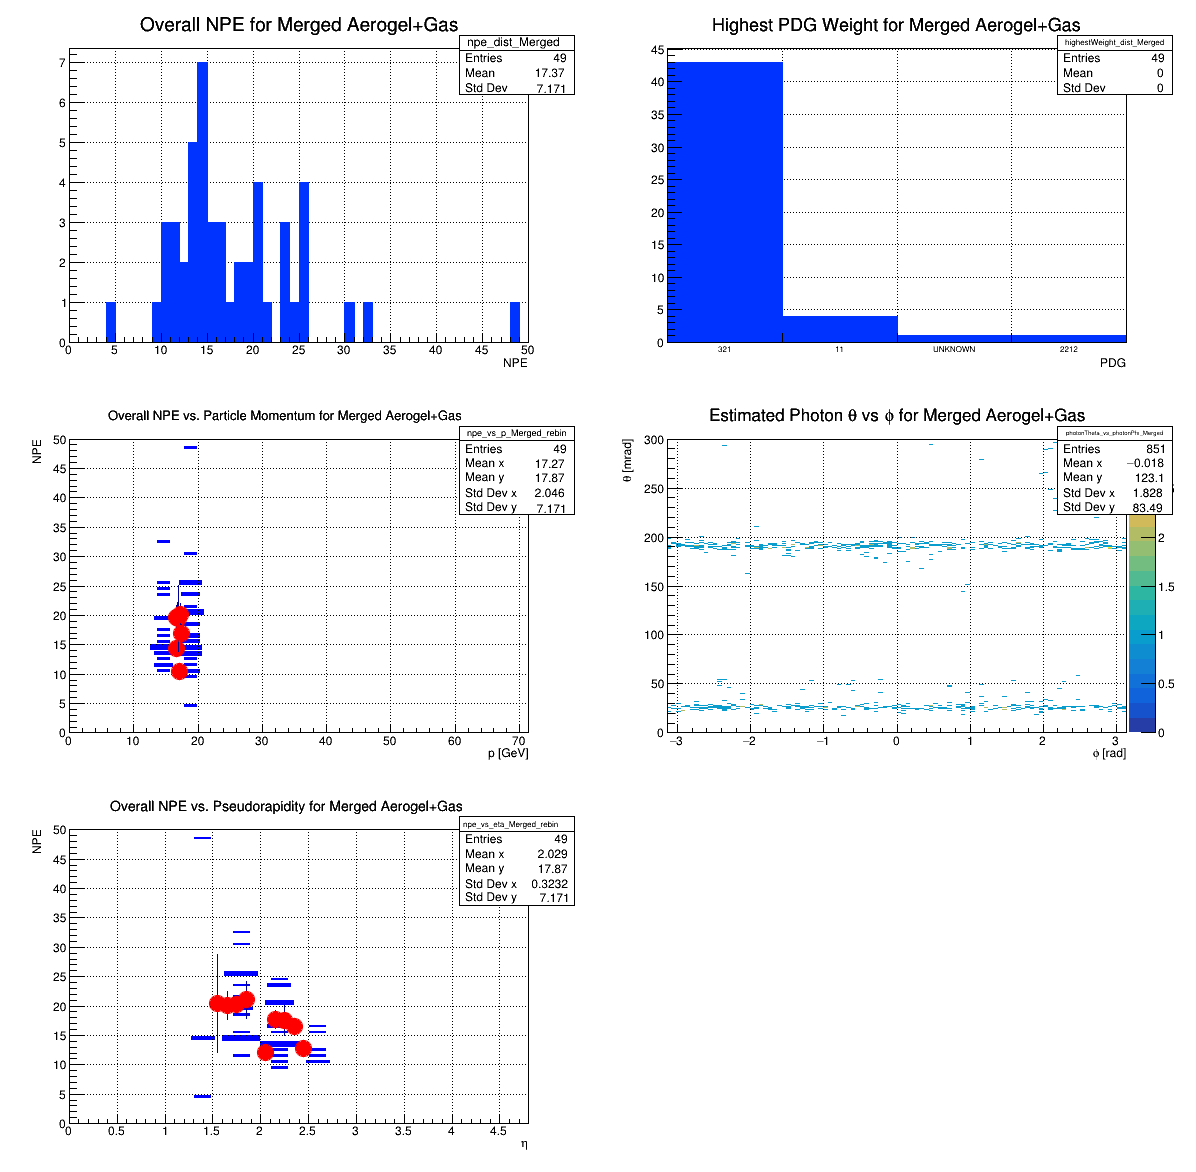 Overall NPE for Merged Aerogel+Gas
npe_dist_Merged
Entries 49
Mean 17.37
Std Dev 7.171
7
6
5
4
3
2
1
0
0 5 10 15 20 25 30 35 40 45 50
NPE
Highest PDG Weight for Merged Aerogel+Gas
highestWeight_dist_Merged
Entries 49
Mean 0
Std Dev 0
45
40
35
30
25
20
15
10
5
0
321 11 UNKNOWN 2212
PDG
Overall NPE vs. Particle Momentum for Merged Aerogel+Gas
npe_vs_p_Merged_rebin
Entries 49
Mean x 17.27
Mean y 17.87
Std Dev x 2.046
Std Dev y 7.171
NPE
50
45
40
35
30
25
20
15
10
5
0
0 10 20 30 40 50 60 70
p [GeV]
Estimated Photon θ vs ϕ for Merged Aerogel+Gas
photonTheta_vs_photonPhi_Merged
Entries 851
Mean x −0.018
Mean y 123.1
Std Dev x 1.828
Std Dev y 83.49
θ [mrad]
300
250
200
150
100
50
0
−3 −2 −1 0 1 2 3
ϕ [rad]
2
1.5
1
0.5
0
Overall NPE vs. Pseudorapidity for Merged Aerogel+Gas
npe_vs_eta_Merged_rebin
Entries 49
Mean x 2.029
Mean y 17.87
Std Dev x 0.3232
Std Dev y 7.171
NPE
50
45
40
35
30
25
20
15
10
5
0
0 0.5 1 1.5 2 2.5 3 3.5 4 4.5
η